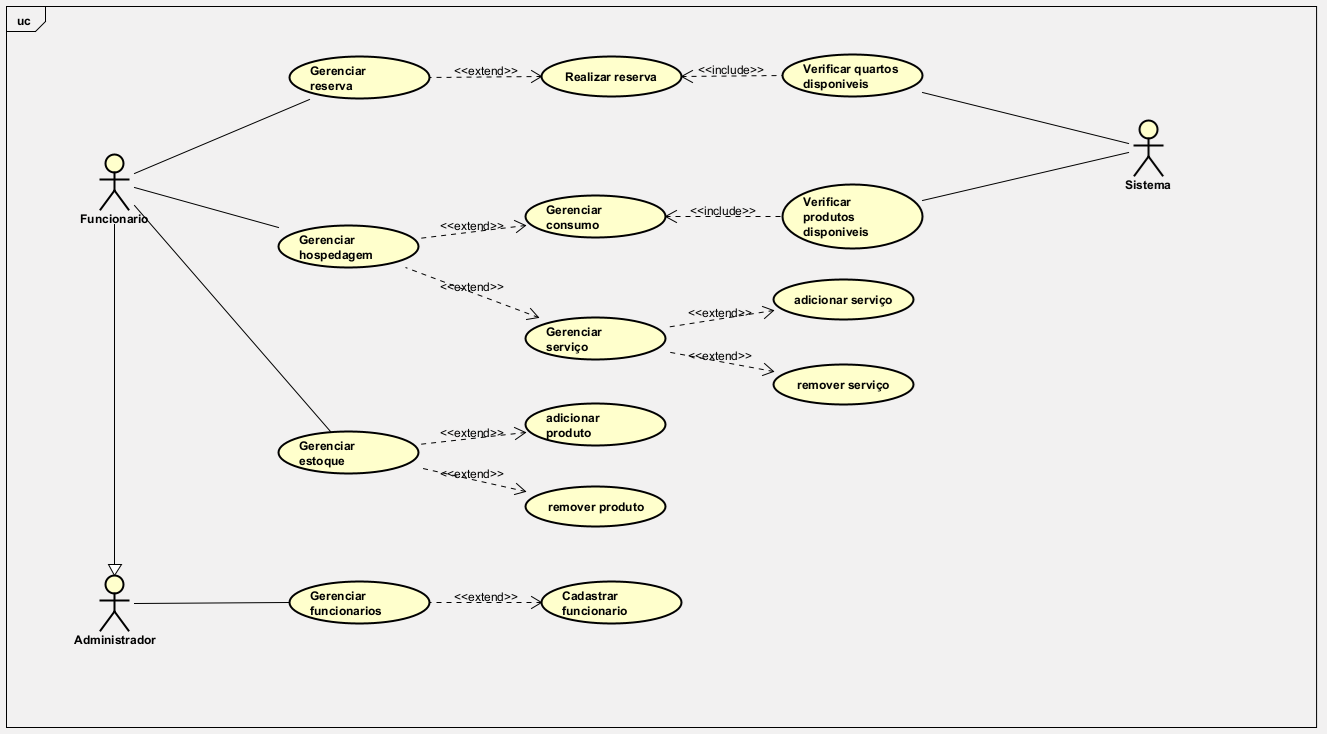 uc
Gerenciar
reserva
<<extend>>
Realizar reserva
<<include>>
Verificar quartos
disponiveis
Sistema
Funcionario
Gerenciar
hospedagem
<<extend>>
Gerenciar
consumo
<<include>>
Verificar
produtos
disponiveis
<<extend>>
Gerenciar
serviço
<<extend>>
adicionar serviço
<<extend>>
remover serviço
Gerenciar
estoque
<<extend>>
adicionar
produto
<<extend>>
remover produto
Administrador
Gerenciar
funcionarios
<<extend>>
Cadastrar
funcionario